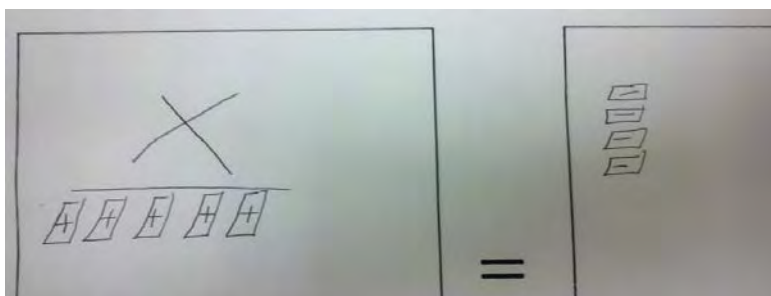 X
+ + + + +
=
-
-
-
-